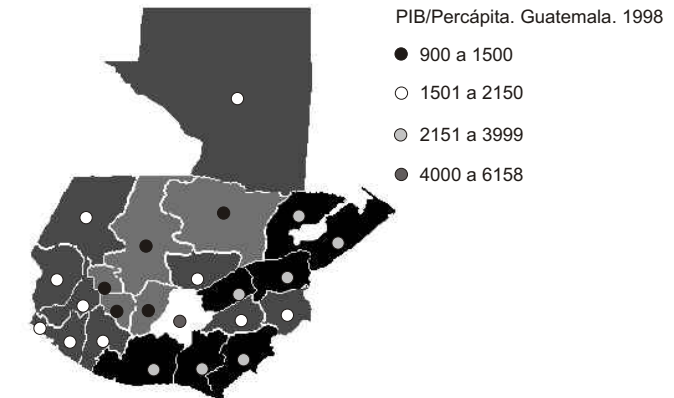 PIB/Percápita. Guatemala. 1998
900 a 1500
1501 a 2150
2151 a 3999
4000 a 6158